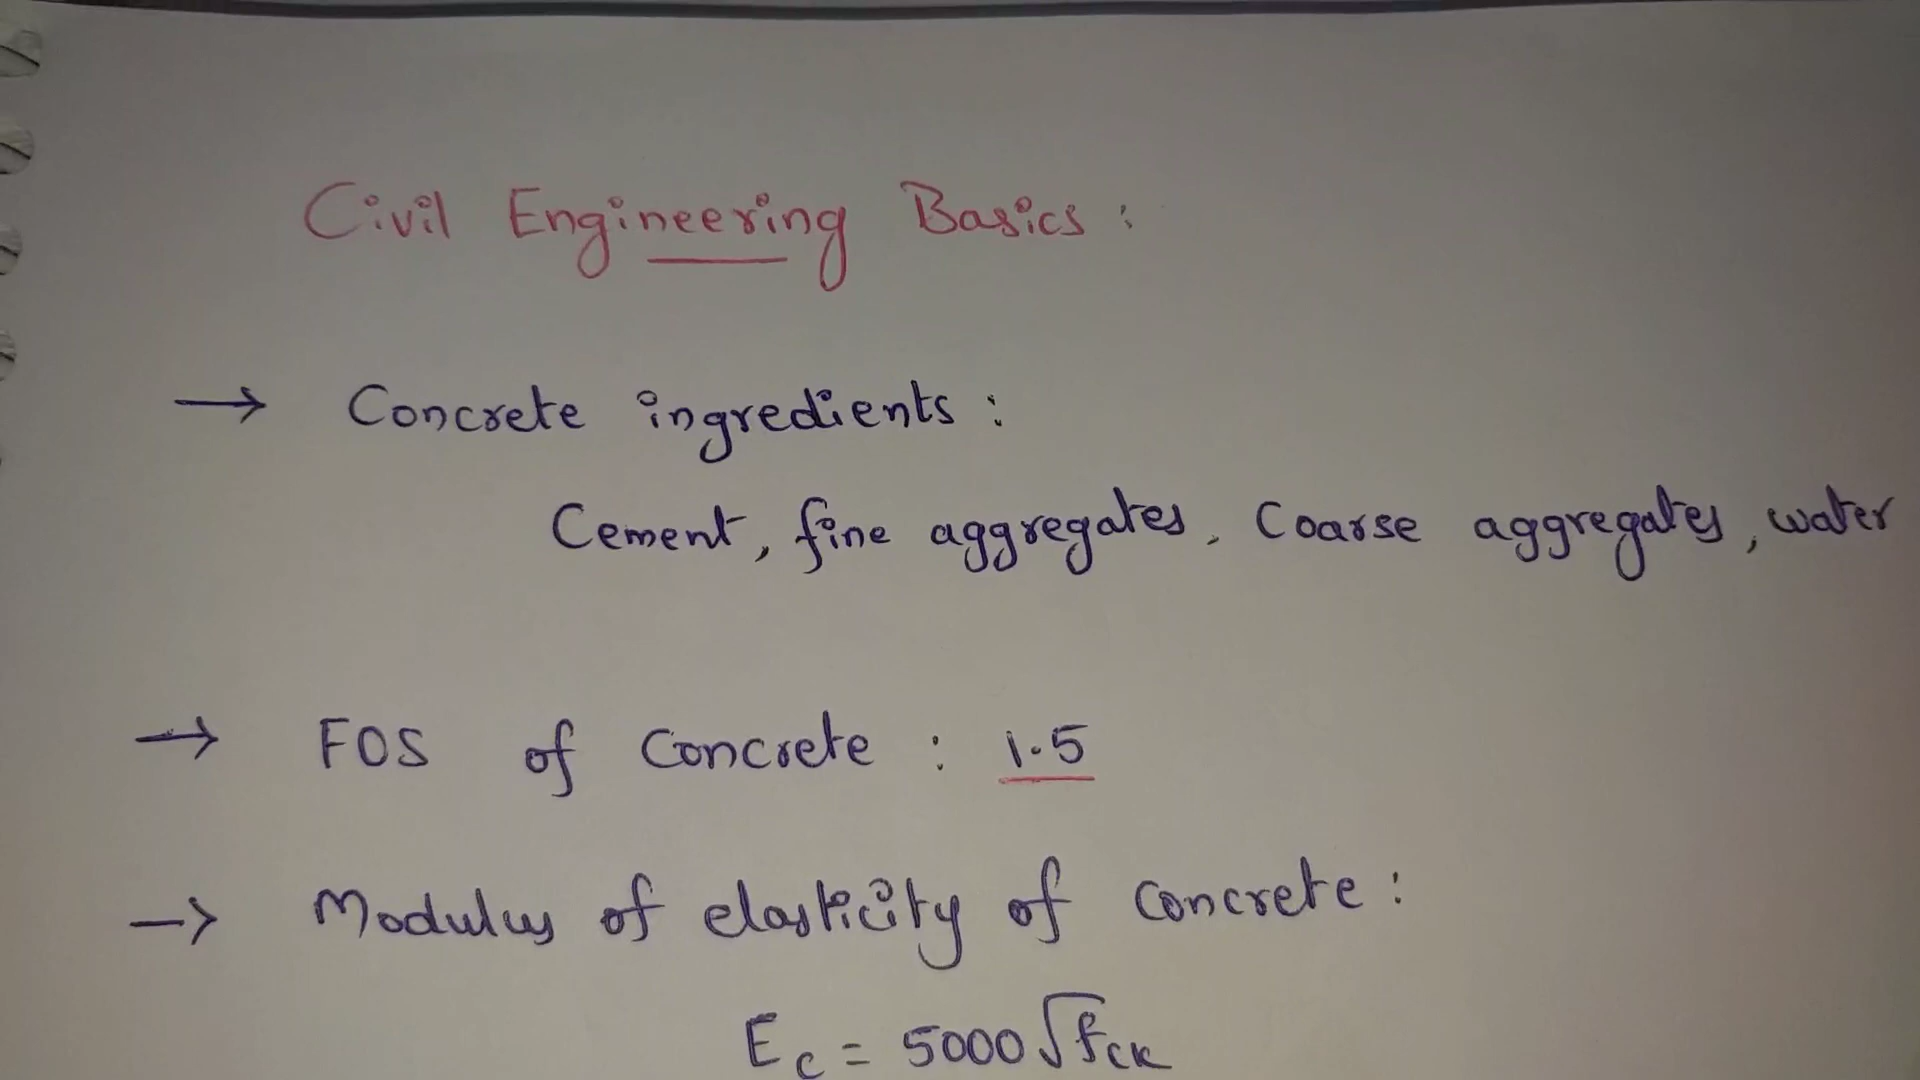 Civil Engineering Basics :
→ Concrete ingredients :
Cement, fine aggregates, Coarse aggregates, water
→ FOS of Concrete : 1.5
→ Modulus of elasticity of Concrete :
Ec = 5000√fck